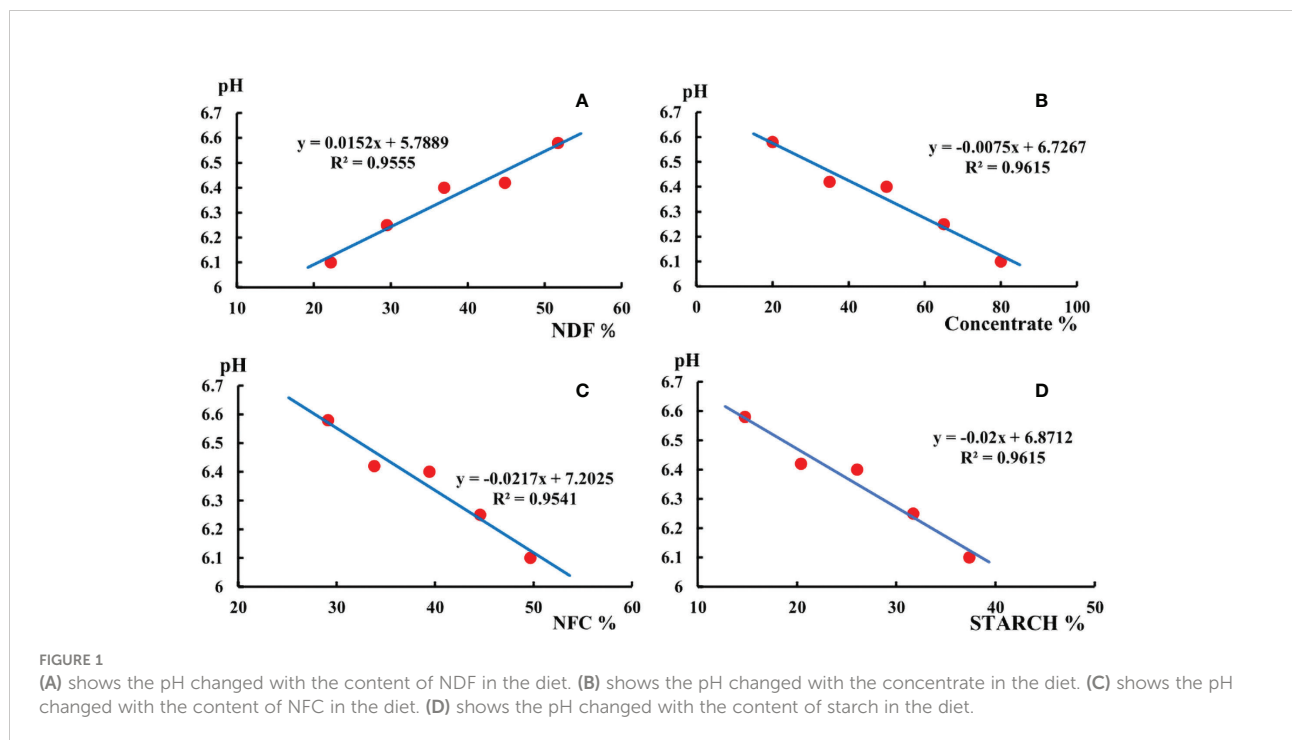 pH
A
6.7
6.6
6.5
6.4
6.3
6.2
6.1
6
y = 0.0152x + 5.7889
R² = 0.9555
10 20 30 40 50 60
NDF %
pH
B
6.7
6.6
6.5
6.4
6.3
6.2
6.1
6
y = -0.0075x + 6.7267
R² = 0.9615
0 20 40 60 80 100
Concentrate %
pH
C
6.7
6.6
6.5
6.4
6.3
6.2
6.1
6
y = -0.0217x + 7.2025
R² = 0.9541
20 30 40 50 60
NFC %
pH
D
6.7
6.6
6.5
6.4
6.3
6.2
6.1
6
y = -0.02x + 6.8712
R² = 0.9615
10 20 30 40 50
STARCH %
FIGURE 1
(A) shows the pH changed with the content of NDF in the diet. (B) shows the pH changed with the concentrate in the diet. (C) shows the pH
changed with the content of NFC in the diet. (D) shows the pH changed with the content of starch in the diet.